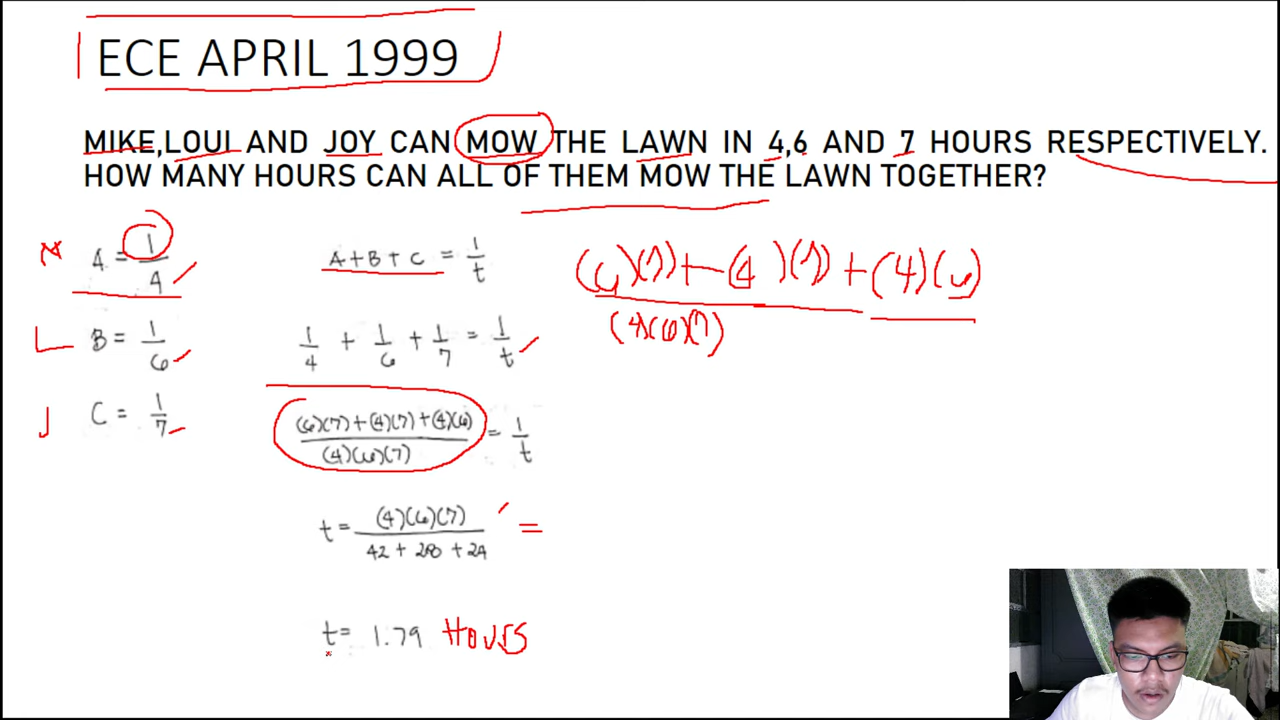 ECE APRIL 1999
MIKE,LOUI AND JOY CAN MOW THE LAWN IN 4,6 AND 7 HOURS RESPECTIVELY.
HOW MANY HOURS CAN ALL OF THEM MOW THE LAWN TOGETHER?
M A = 1/4
L B = 1/6
J C = 1/7
A + B + C = 1/t
1/4 + 1/6 + 1/7 = 1/t
(6)(7)+(4)(7)+(4)(6)/(4)(6)(7) = 1/t
t = (4)(6)(7)/42 + 28 + 24 =
t = 1.79 HOURS
(6)(7)+(4)(7)+(4)(6)
(4)(6)(7)